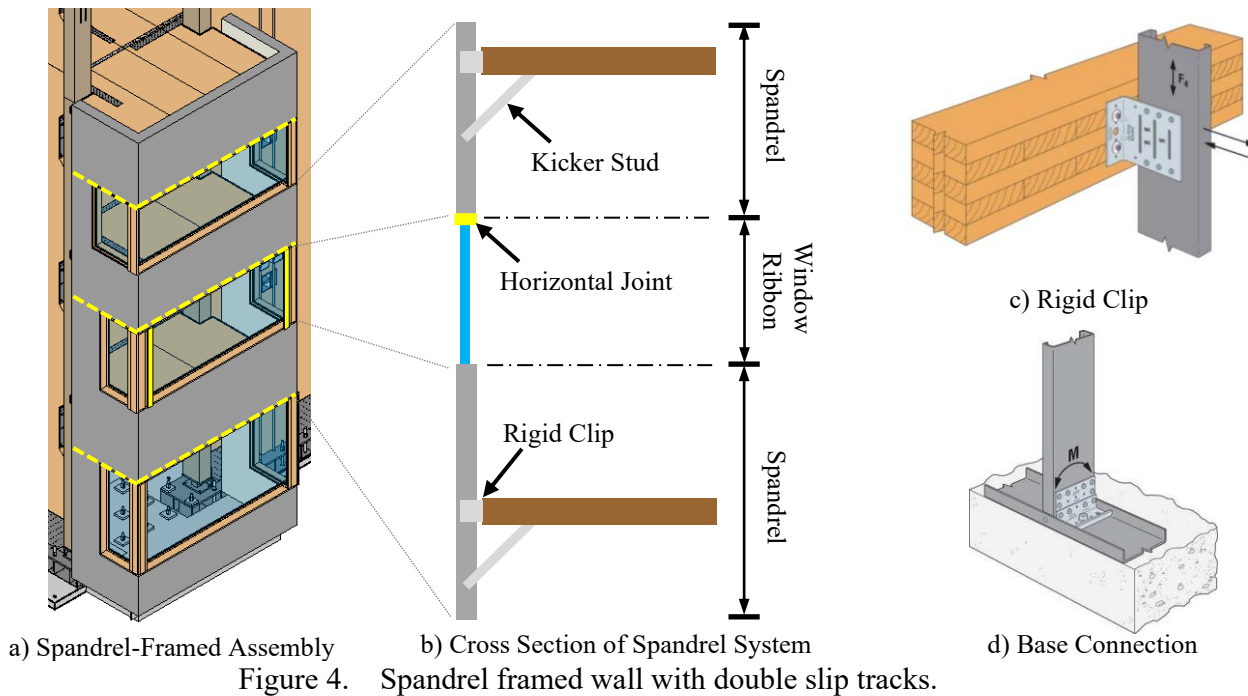 Kicker Stud
Horizontal Joint
Rigid Clip
Spandrel
Window
Ribbon
Spandrel
F₄
c) Rigid Clip
M
a) Spandrel-Framed Assembly
b) Cross Section of Spandrel System
d) Base Connection
Figure 4. Spandrel framed wall with double slip tracks.